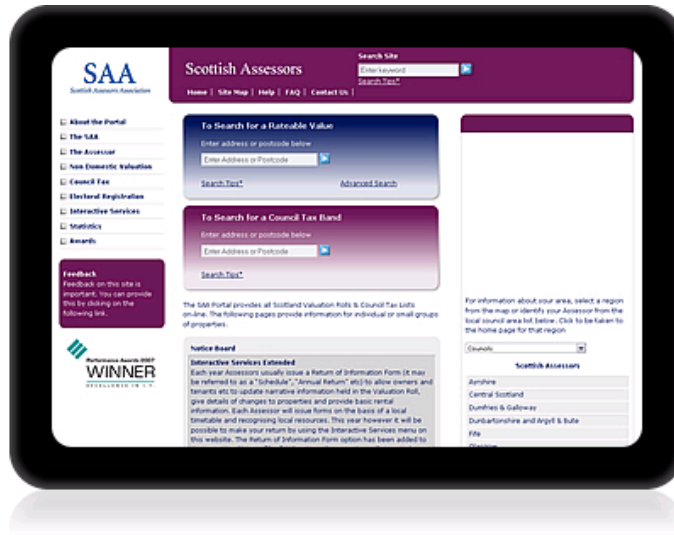 SAA
Scottish Assessors Association
Scottish Assessors
Home | Site Map | Help | FAQ | Contact Us |
Search Site
Enter keyword
Search Tips*
About the Portal
The SAA
The Assessor
Non Domestic Valuation
Council Tax
Electoral Registration
Interactive Services
Statistics
Awards
Feedback
Feedback on this site is
important. You can provide
this by clicking on the
following link.
Performance Awards 2007
WINNER
EXCELLENCE IN I.T.
To Search for a Rateable Value
Enter address or postcode below
Enter Address or Postcode
Search Tips*
Advanced Search
To Search for a Council Tax Band
Enter address or postcode below
Enter Address or Postcode
Search Tips*
The SAA Portal provides all Scotland Valuation Rolls & Council Tax Lists
on-line. The following pages provide information for individual or small groups
of properties.
Notice Board
Interactive Services Extended
Each year Assessors usually issue a Return of Information Form (it may
be referred to as a "Schedule", "Annual Return" etc) to allow owners and
tenants etc to update narrative information held in the Valuation Roll,
give details of changes to properties and provide basic rental
information. Each Assessor will issue forms on the basis of a local
timetable and recognising local resources. This year however it will be
possible to make your return by using the Interactive Services menu on
this website. The Return of Information Form option has been added to
For information about your area, select a region
from the map or identify your Assessor from the
local council area list below. Click to be taken to
the home page for that region
Councils
Scottish Assessors
Ayrshire
Central Scotland
Dumfries & Galloway
Dunbartonshire and Argyll & Bute
Fife